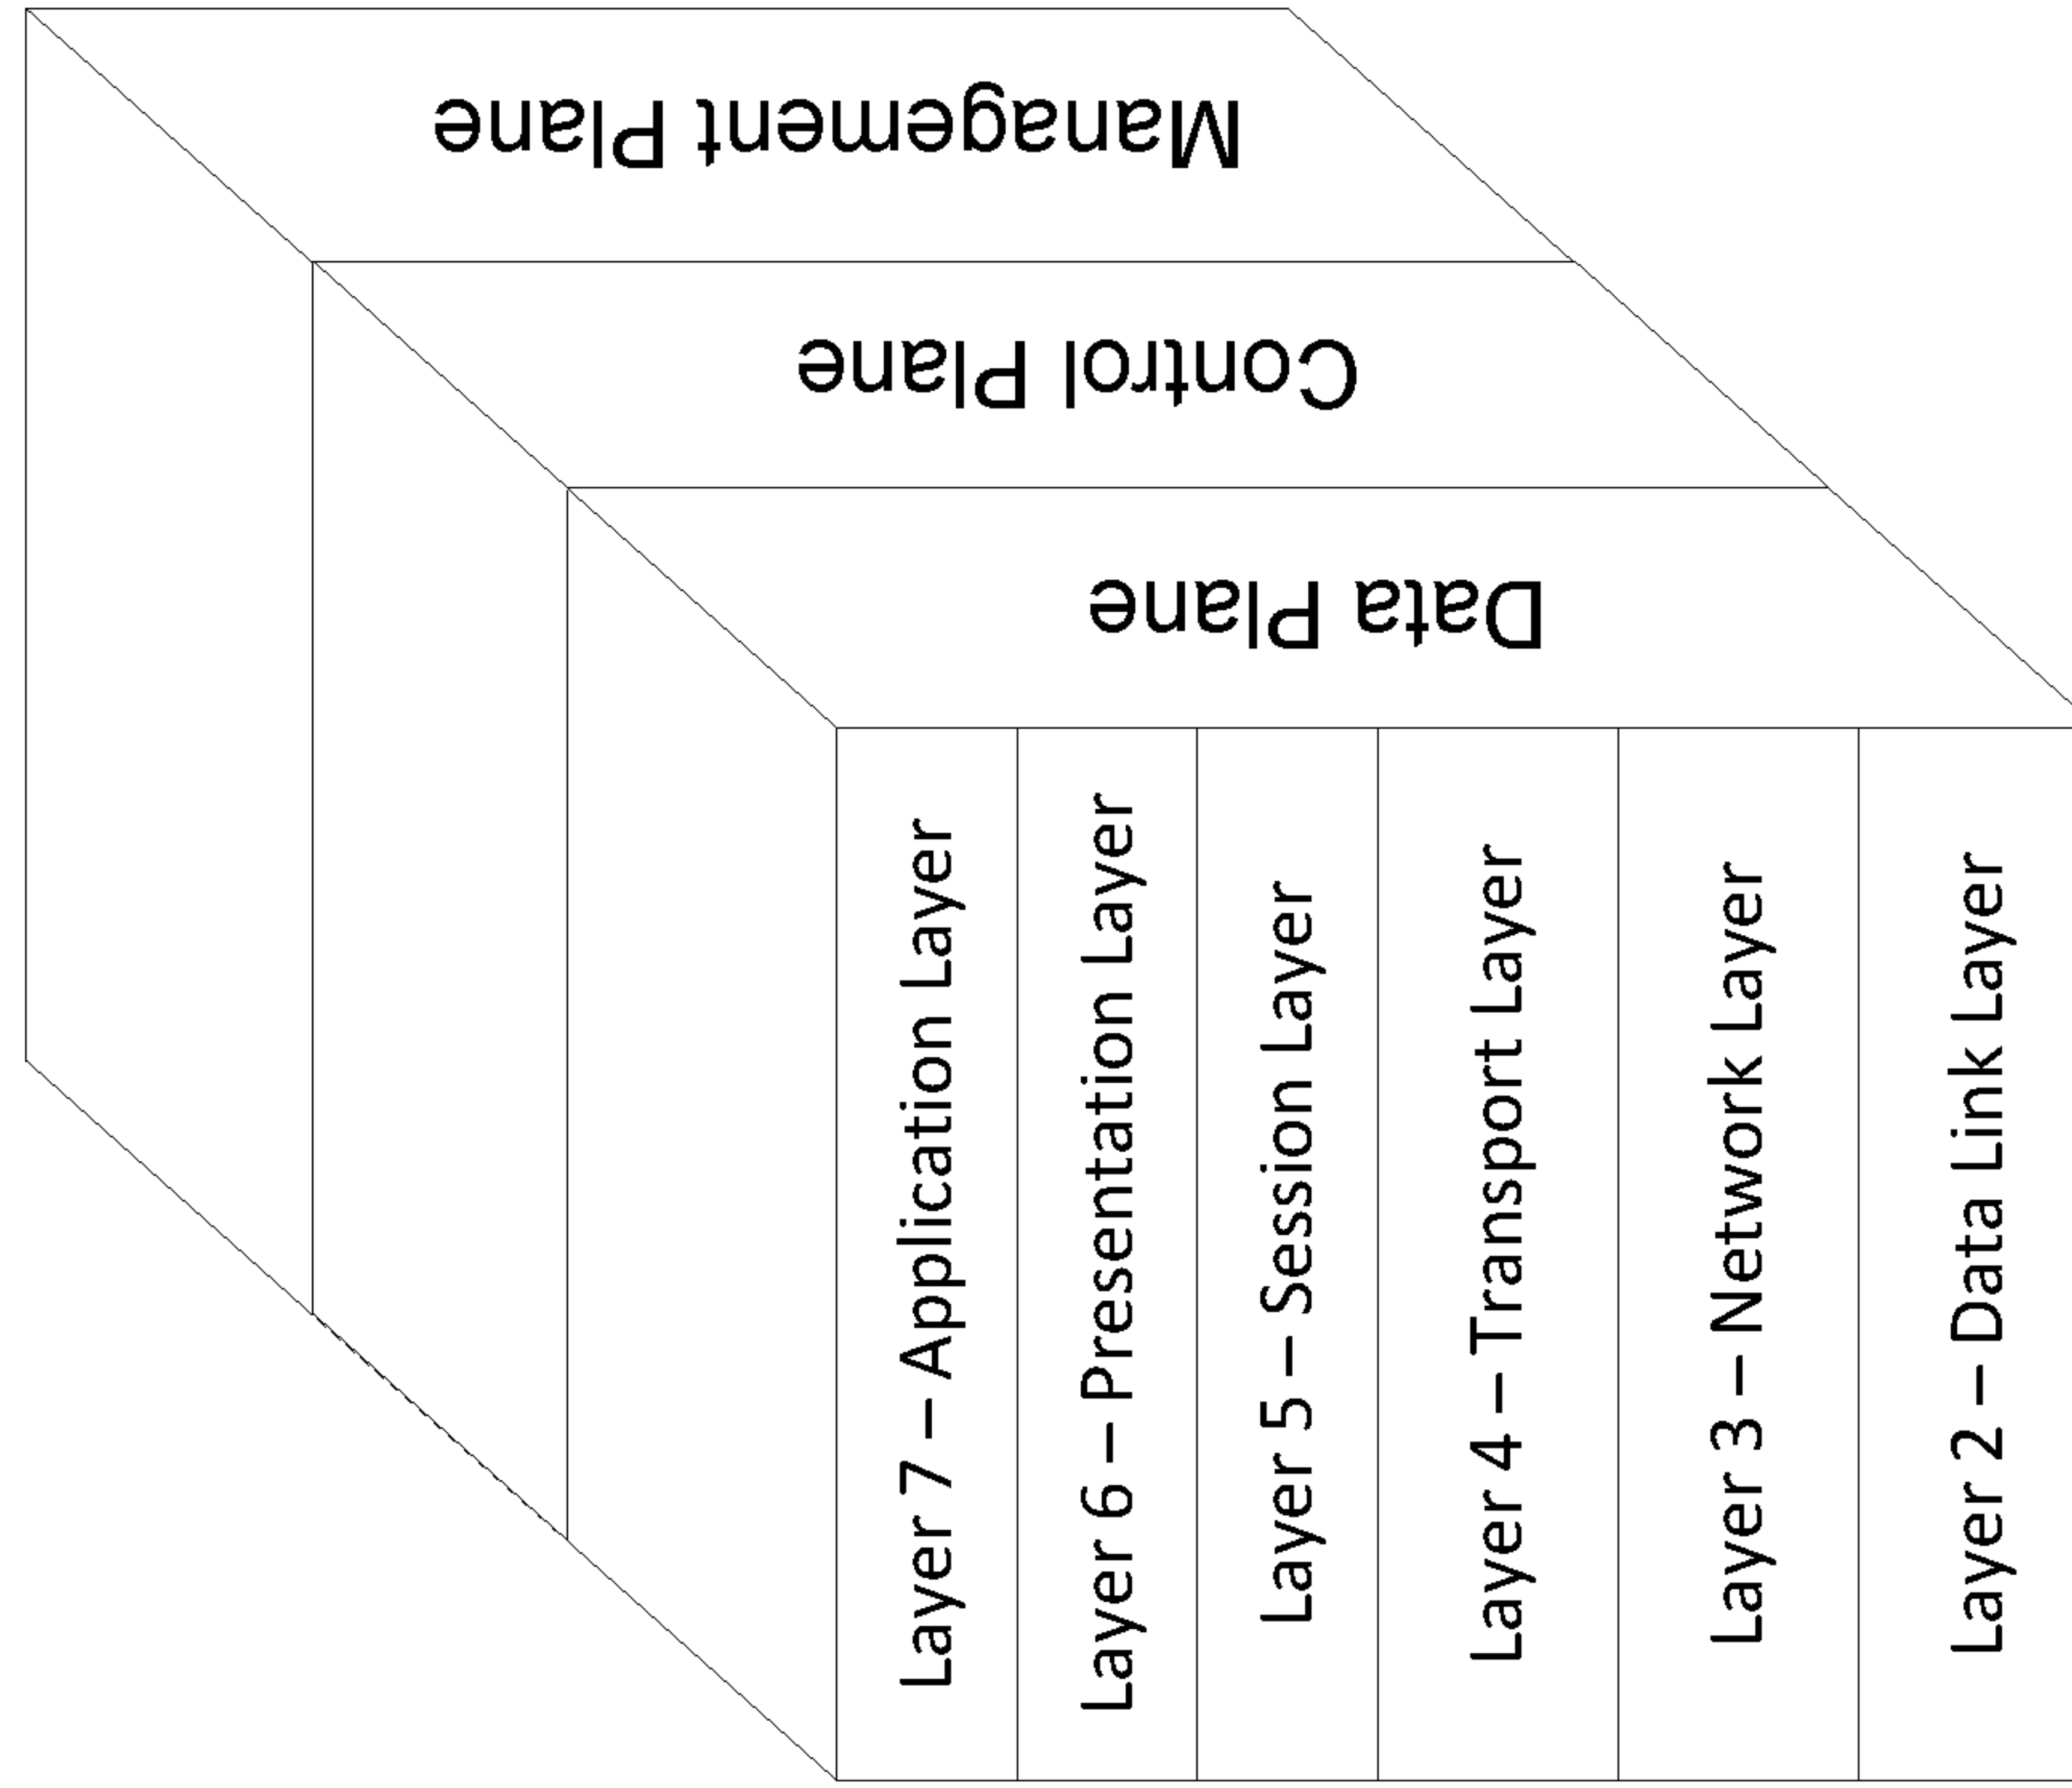 Management Plane
Control Plane
Data Plane
Layer 7 – Application Layer
Layer 6 – Presentation Layer
Layer 5 – Session Layer
Layer 4 – Transport Layer
Layer 3 – Network Layer
Layer 2 – Data Link Layer